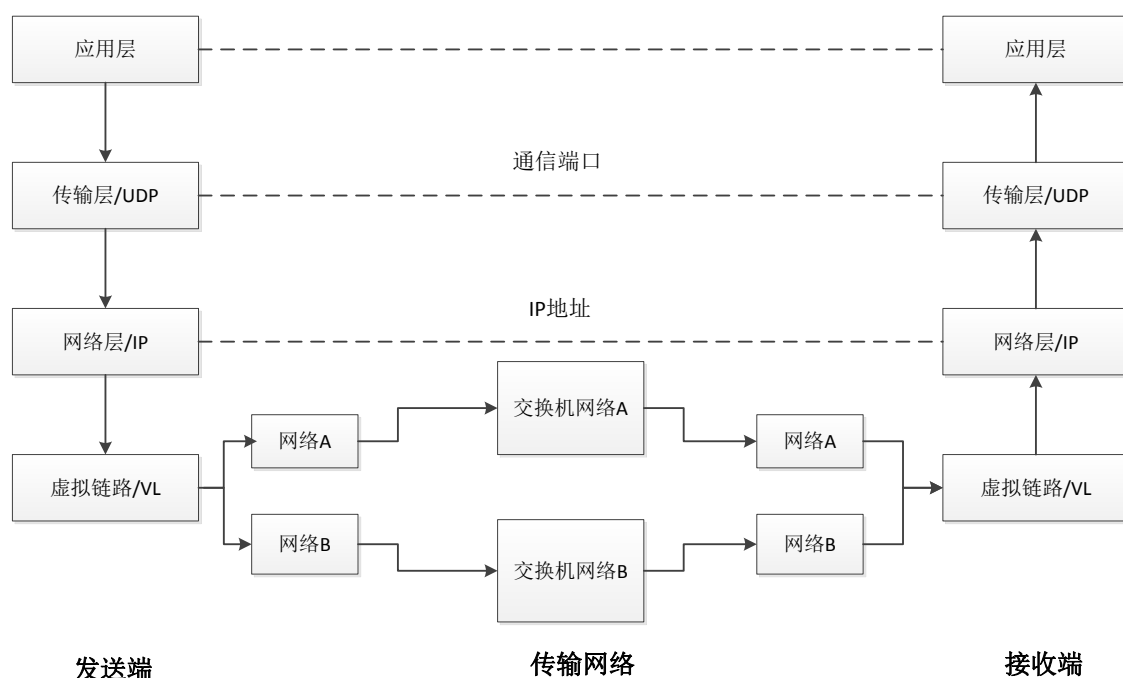 应用层
应用层
通信端口
传输层/UDP
传输层/UDP
IP地址
网络层/IP
网络层/IP
网络A
交换机网络A
网络A
虚拟链路/VL
虚拟链路/VL
网络B
交换机网络B
网络B
发送端
传输网络
接收端